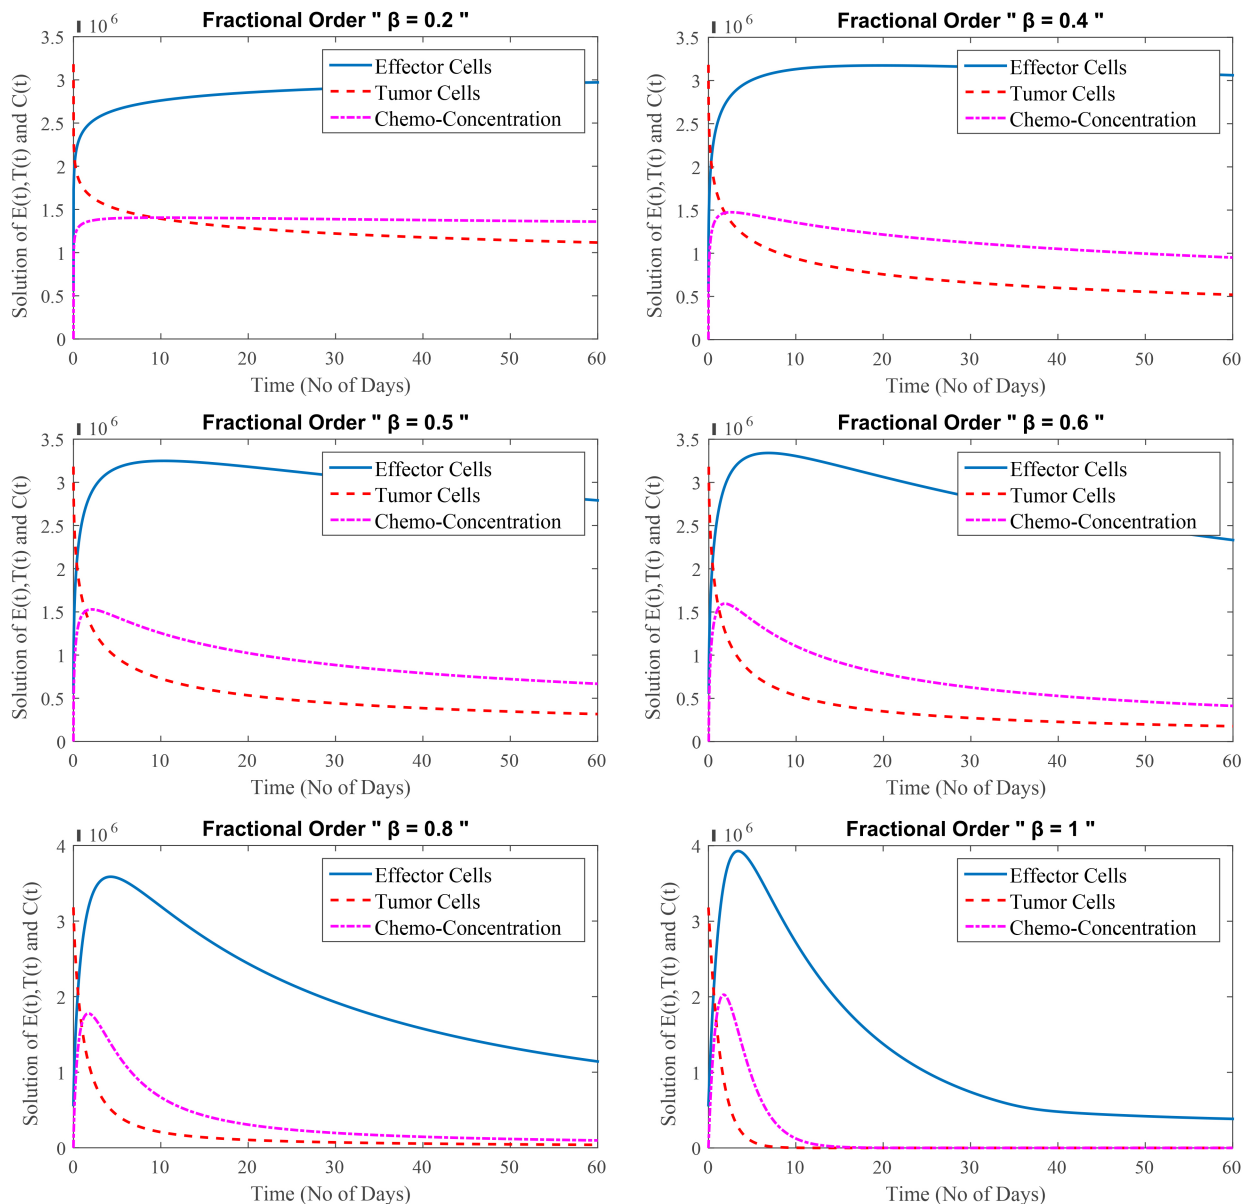 Fractional Order " β = 0.2 "
10 6
Solution of E(t),T(t) and C(t)
3.5
3
2.5
2
1.5
1
0.5
0
Effector Cells
Tumor Cells
Chemo-Concentration
0 10 20 30 40 50 60
Time (No of Days)
Fractional Order " β = 0.4 "
10 6
Solution of E(t),T(t) and C(t)
3.5
3
2.5
2
1.5
1
0.5
0
Effector Cells
Tumor Cells
Chemo-Concentration
0 10 20 30 40 50 60
Time (No of Days)
Fractional Order " β = 0.5 "
10 6
Solution of E(t),T(t) and C(t)
3.5
3
2.5
2
1.5
1
0.5
0
Effector Cells
Tumor Cells
Chemo-Concentration
0 10 20 30 40 50 60
Time (No of Days)
Fractional Order " β = 0.6 "
10 6
Solution of E(t),T(t) and C(t)
3.5
3
2.5
2
1.5
1
0.5
0
Effector Cells
Tumor Cells
Chemo-Concentration
0 10 20 30 40 50 60
Time (No of Days)
Fractional Order " β = 0.8 "
10 6
Solution of E(t),T(t) and C(t)
4
3
2
1
0
Effector Cells
Tumor Cells
Chemo-Concentration
0 10 20 30 40 50 60
Time (No of Days)
Fractional Order " β = 1 "
10 6
Solution of E(t),T(t) and C(t)
4
3
2
1
0
Effector Cells
Tumor Cells
Chemo-Concentration
0 10 20 30 40 50 60
Time (No of Days)